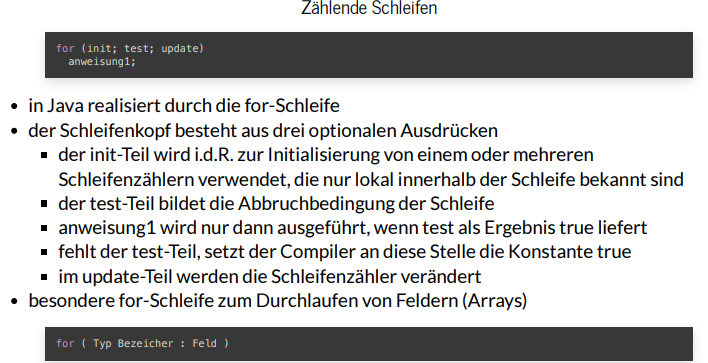 Zählende Schleifen
for (init; test; update)
anweisung1;
• in Java realisiert durch die for-Schleife
• der Schleifenkopf besteht aus drei optionalen Ausdrücken
▪ der init-Teil wird i.d.R. zur Initialisierung von einem oder mehreren
Schleifenzählern verwendet, die nur lokal innerhalb der Schleife bekannt sind
▪ der test-Teil bildet die Abbruchbedingung der Schleife
▪ anweisung1 wird nur dann ausgeführt, wenn test als Ergebnis true liefert
▪ fehlt der test-Teil, setzt der Compiler an diese Stelle die Konstante true
▪ im update-Teil werden die Schleifenzähler verändert
• besondere for-Schleife zum Durchlaufen von Feldern (Arrays)
for ( Typ Bezeicher : Feld )